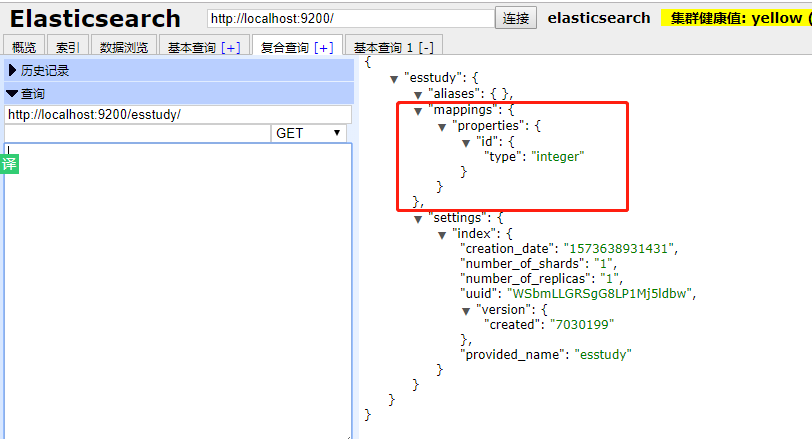 Elasticsearch
http://localhost:9200/
连接
elasticsearch
集群健康值: yellow (
概览
索引
数据浏览
基本查询 [+]
复合查询 [+]
基本查询 1 [-]
历史记录
查询
http://localhost:9200/esstudy/
GET
译
{
"esstudy": {
"aliases": { },
"mappings": {
"properties": {
"id": {
"type": "integer"
}
}
},
"settings": {
"index": {
"creation_date": "1573638931431",
"number_of_shards": "1",
"number_of_replicas": "1",
"uuid": "WSbmLLGRSgG8LP1Mj5ldbw",
"version": {
"created": "7030199"
},
"provided_name": "esstudy"
}
}
}
}